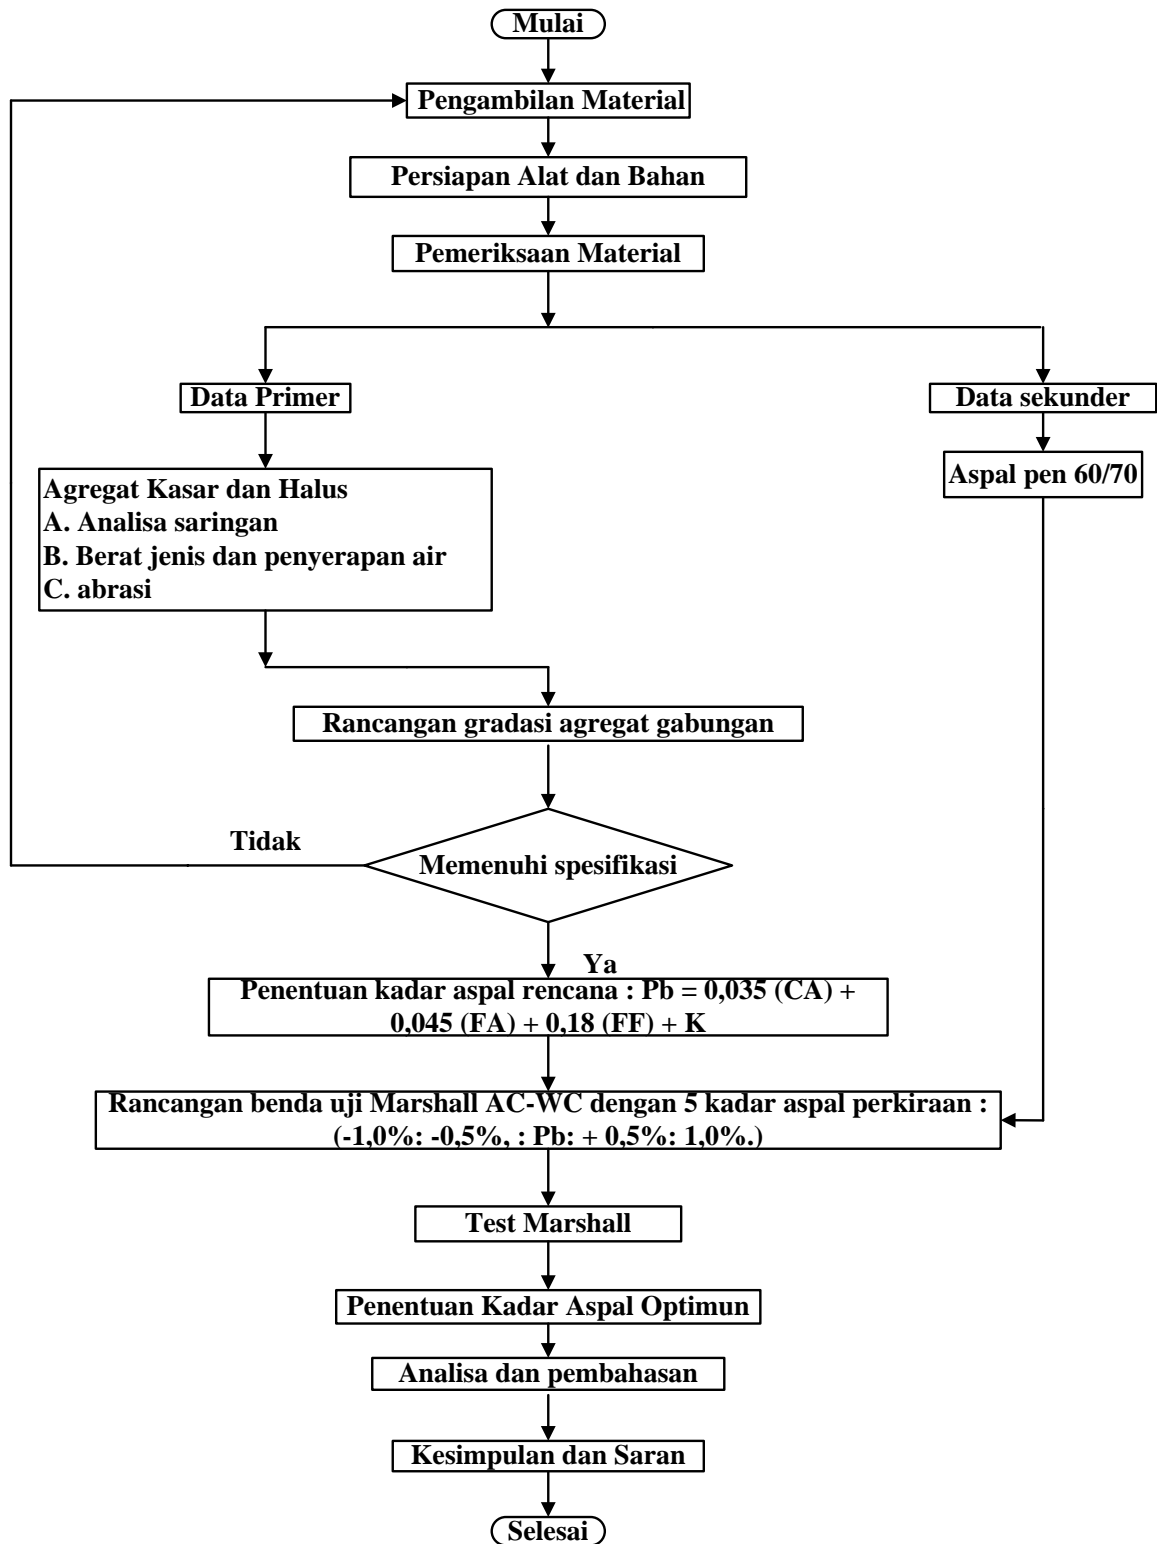 Mulai
Pengambilan Material
Persiapan Alat dan Bahan
Pemeriksaan Material
Data Primer
Data sekunder
Aspal pen 60/70
Agregat Kasar dan Halus
A. Analisa saringan
B. Berat jenis dan penyerapan air
C. abrasi
Rancangan gradasi agregat gabungan
Tidak
Memenuhi spesifikasi
Ya
Penentuan kadar aspal rencana : Pb = 0,035 (CA) +
0,045 (FA) + 0,18 (FF) + K
Rancangan benda uji Marshall AC-WC dengan 5 kadar aspal perkiraan :
(-1,0%: -0,5%, : Pb: + 0,5%: 1,0%.)
Test Marshall
Penentuan Kadar Aspal Optimun
Analisa dan pembahasan
Kesimpulan dan Saran
Selesai